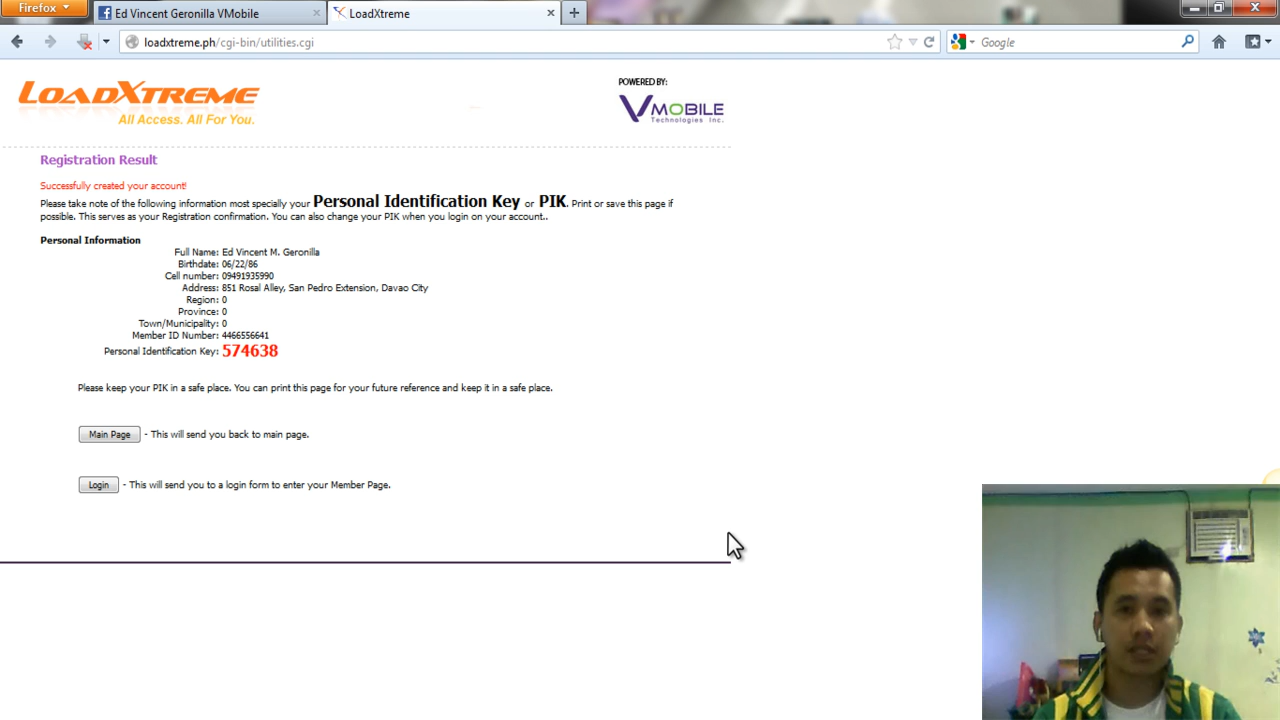 Firefox
Ed Vincent Geronilla VMobile
LoadXtreme
loadxtreme.ph/cgi-bin/utilities.cgi
Google
LOADXTREME
All Access. All For You.
POWERED BY:
VMOBILE
Technologies Inc.
Registration Result
Successfully created your account!
Please take note of the following information most specially your Personal Identification Key or PIK. Print or save this page if
possible. This serves as your Registration confirmation. You can also change your PIK when you login on your account..
Personal Information
Full Name: Ed Vincent M. Geronilla
Birthdate: 06/22/86
Cell number: 09491935990
Address: 851 Rosal Alley, San Pedro Extension, Davao City
Region: 0
Province: 0
Town/Municipality: 0
Member ID Number: 4466556641
Personal Identification Key: 574638
Please keep your PIK in a safe place. You can print this page for your future reference and keep it in a safe place.
Main Page - This will send you back to main page.
Login - This will send you to a login form to enter your Member Page.